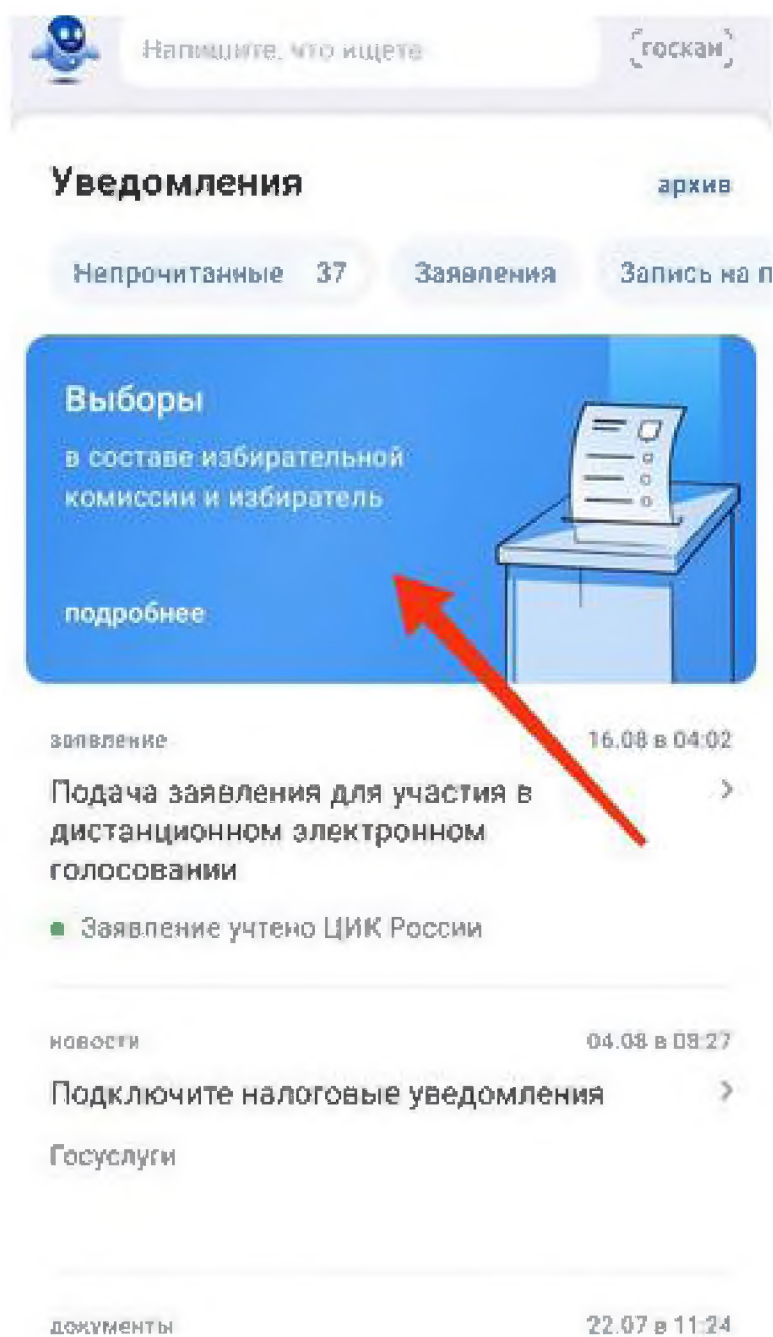 Напишите, что ищете
госкан
Уведомления
архив
Непрочитанные 37
Заявления
Запись на п
Выборы
в составе избирательной
комиссии и избиратель
подробнее
заявление
16.08 в 04:02
Подача заявления для участия в
дистанционном электронном
голосовании
Заявление учтено ЦИК России
новости
04.08 в 09:27
Подключите налоговые уведомления
Госуслуги
документы
22.07 в 11:24